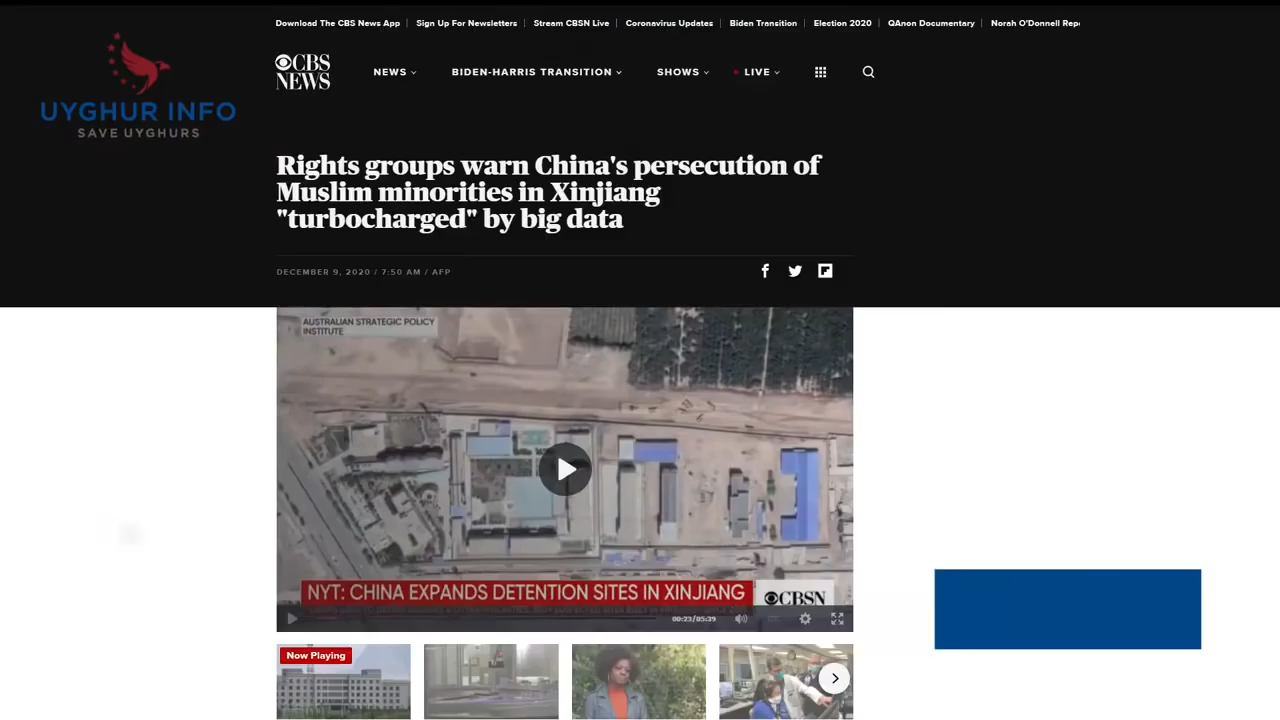 Download The CBS News App
Sign Up For Newsletters
Stream CBSN Live
Coronavirus Updates
Biden Transition
Election 2020
QAnon Documentary
Norah O'Donnell Repo
UYGHUR INFO
SAVE UYGHURS
CBS NEWS
NEWS
BIDEN-HARRIS TRANSITION
SHOWS
LIVE
Rights groups warn China's persecution of
Muslim minorities in Xinjiang
"turbocharged" by big data
DECEMBER 9, 2020 / 7:50 AM / AFP
AUSTRALIAN STRATEGIC POLICY
INSTITUTE
NYT: CHINA EXPANDS DETENTION SITES IN XINJIANG
CBSN
00:23/05:39
Now Playing